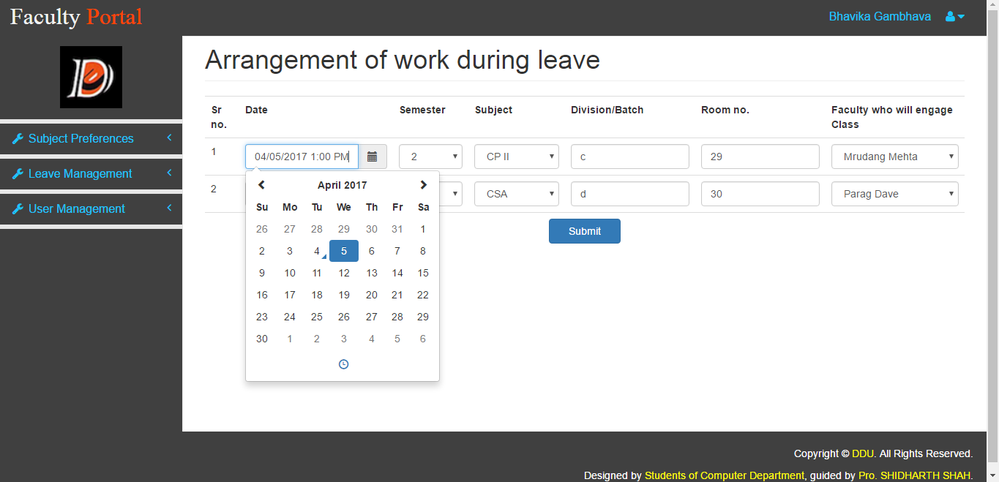 Faculty Portal
Bhavika Gambhava
D
Subject Preferences
Leave Management
User Management
Arrangement of work during leave
Sr no. Date Semester Subject Division/Batch Room no. Faculty who will engage Class
1 04/05/2017 1:00 PM 2 CP II c 29 Mrudang Mehta
2 CSA d 30 Parag Dave
April 2017
Su Mo Tu We Th Fr Sa
26 27 28 29 30 31 1
2 3 4 5 6 7 8
9 10 11 12 13 14 15
16 17 18 19 20 21 22
23 24 25 26 27 28 29
30 1 2 3 4 5 6
Submit
Copyright © DDU. All Rights Reserved.
Designed by Students of Computer Department, guided by Pro. SHIDHARTH SHAH.